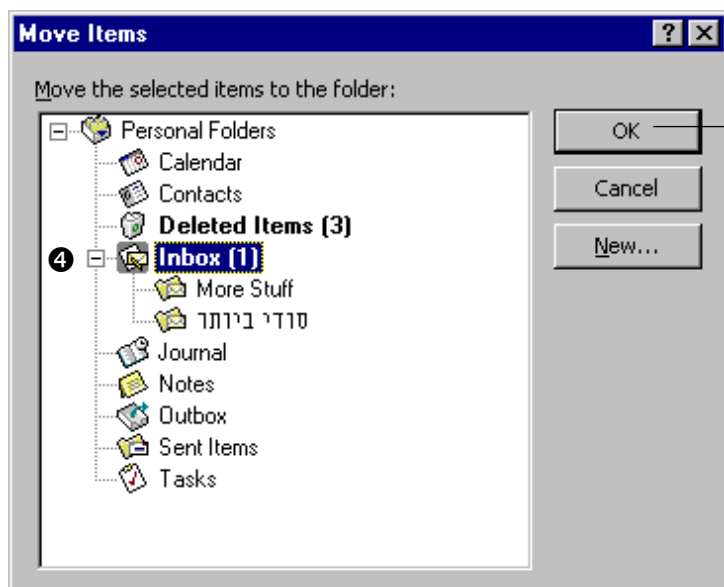 Move Items
Move the selected items to the folder:
Personal Folders
Calendar
Contacts
Deleted Items (3)
❹ Inbox (1)
More Stuff
סודי ביותר
Journal
Notes
Outbox
Sent Items
Tasks
OK
Cancel
New...